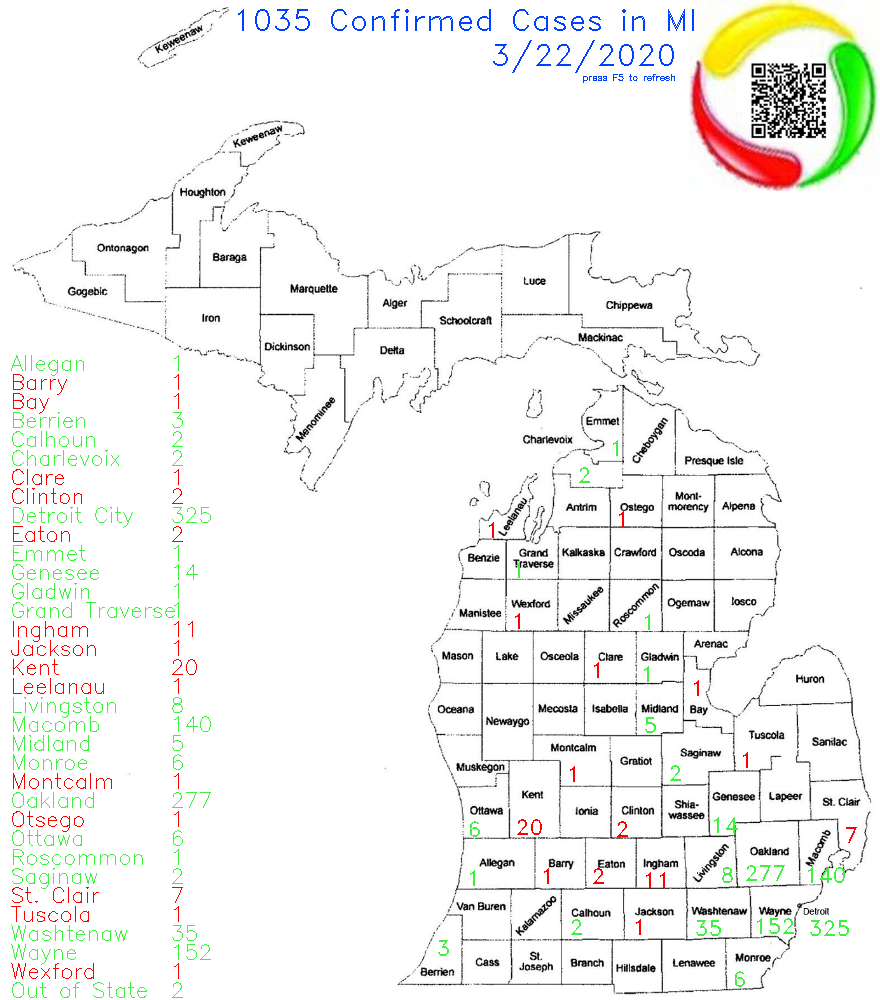 1035 Confirmed Cases in MI
3/22/2020
press F5 to refresh
Keweenaw
Keweenaw
Houghton
Ontonagon
Baraga
Gogebic
Marquette
Luce
Alger
Chippewa
Iron
Schoolcraft
Mackinac
Dickinson
Delta
Menominee
Allegan 1
Barry 1
Bay 1
Berrien 3
Calhoun 2
Charlevoix 2
Clare 1
Clinton 2
Detroit City 325
Eaton 2
Emmet 1
Genesee 14
Gladwin 1
Grand Traverse 1
Ingham 11
Jackson 1
Kent 20
Leelanau 1
Livingston 8
Macomb 140
Midland 5
Monroe 6
Montcalm 1
Oakland 277
Otsego 1
Ottawa 6
Roscommon 1
Saginaw 2
St. Clair 7
Tuscola 1
Washtenaw 35
Wayne 152
Wexford 1
Out of State 2
Emmet
1
Charlevoix
2
Cheboygan
Presque Isle
Leelanau
1
Antrim
Ostego
1
Mont-
morency
Alpena
Benzie
Grand
Traverse
1
Kalkaska
Crawford
Oscoda
Alcona
Manistee
Wexford
1
Missaukee
Roscommon
1
Ogemaw
Iosco
Mason
Lake
Osceola
Clare
1
Gladwin
1
Arenac
Huron
Oceana
Newaygo
Mecosta
Isabella
Midland
5
1
Bay
Tuscola
1
Sanilac
Muskegon
Montcalm
1
Gratiot
Saginaw
2
Ottawa
6
Kent
20
Ionia
Clinton
2
Shia-
wassee
Genesee
14
Lapeer
St. Clair
7
Allegan
1
Barry
1
Eaton
2
Ingham
11
Livingston
8
Oakland
277
Macomb
140
Van Buren
Kalamazoo
Calhoun
2
Jackson
1
Washtenaw
35
Wayne
152
Detroit
325
3
Berrien
Cass
St.
Joseph
Branch
Hillsdale
Lenawee
Monroe
6